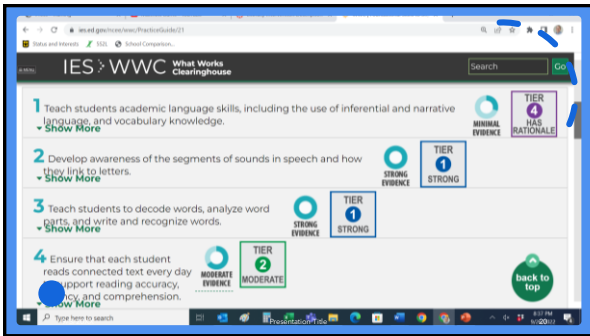 ies.ed.gov/ncee/wwc/PracticeGuide/21
Status and Interests SS2L School Comparison...
IES WWC What Works
Clearinghouse
Search Go
1 Teach students academic language skills, including the use of inferential and narrative
language, and vocabulary knowledge.
Show More
MINIMAL
EVIDENCE
TIER
4
HAS
RATIONALE
2 Develop awareness of the segments of sounds in speech and how
they link to letters.
Show More
STRONG
EVIDENCE
TIER
1
STRONG
3 Teach students to decode words, analyze word
parts, and write and recognize words.
Show More
STRONG
EVIDENCE
TIER
1
STRONG
4 Ensure that each student
reads connected text every day
support reading accuracy,
and comprehension.
Show More
MODERATE
EVIDENCE
TIER
2
MODERATE
back to
top
Type here to search
Presentation Title
8:37 PM
20